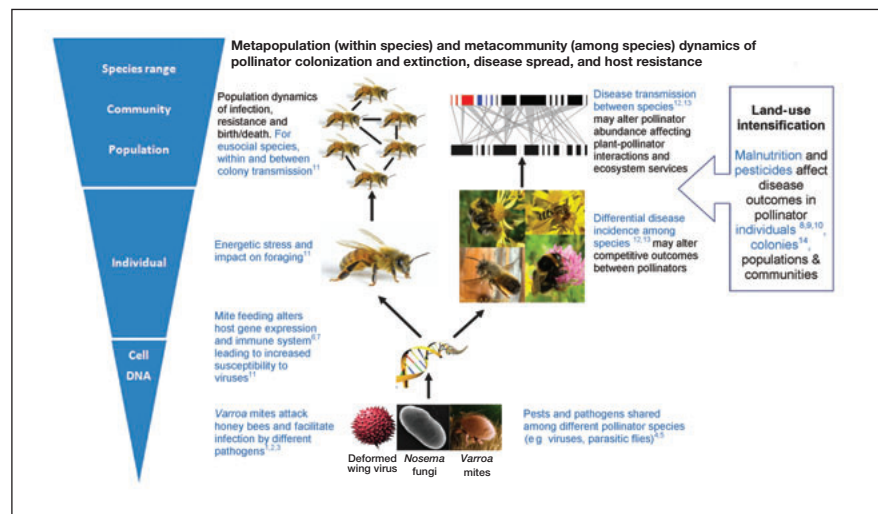 Metapopulation (within species) and metacommunity (among species) dynamics of
pollinator colonization and extinction, disease spread, and host resistance
Species range
Community
Population
Individual
Cell
DNA
Population dynamics
of infection,
resistance and
birth/death. For
eusocial species,
within and between
colony transmission11
Disease transmission
between species12,13
may alter pollinator
abundance affecting
plant-pollinator
interactions and
ecosystem services
Land-use
intensification
Malnutrition and
pesticides affect
disease
outcomes in
pollinator
individuals 8,9,10,
colonies14,
populations &
communities
Energetic stress and
impact on foraging11
Differential disease
incidence among
species 12,13 may alter
competitive outcomes
between pollinators
Mite feeding alters
host gene expression
and immune system6,7
leading to increased
susceptibility to
viruses11
Varroa mites attack
honey bees and facilitate
infection by different
pathogens1,2,3
Pests and pathogens shared
among different pollinator species
(e g viruses, parasitic flies)4,5
Deformed
wing virus
Nosema
fungi
Varroa
mites